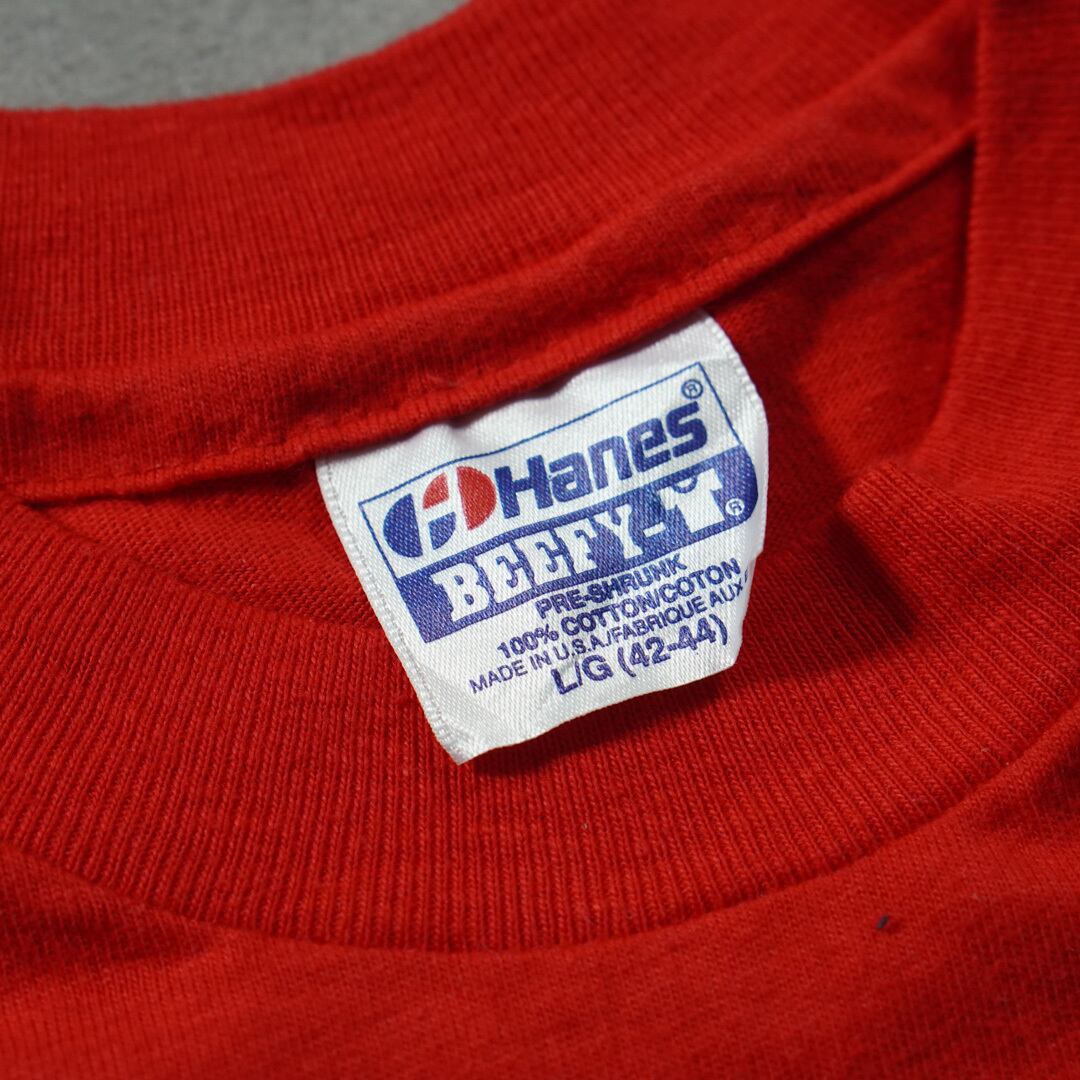 Hanes®
BEEFY-T®
PRE-SHRUNK
100% COTTON/COTON
MADE IN U.S.A./FABRIQUE AUX
L/G (42-44)